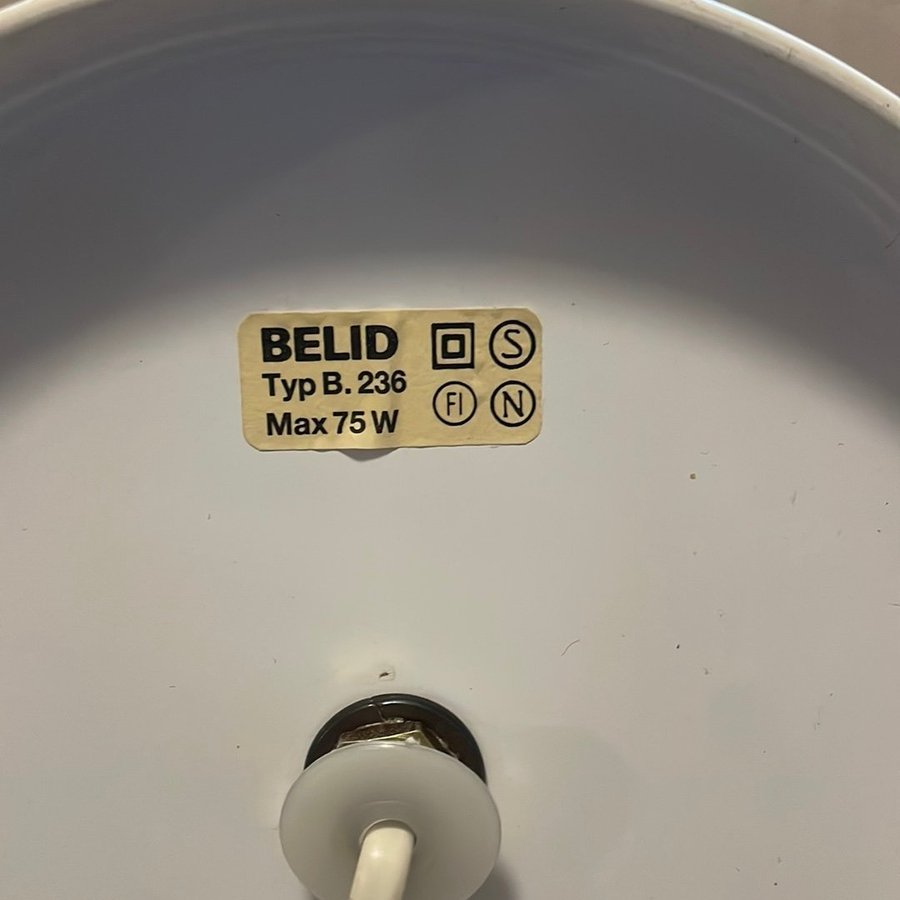 BELID
Typ B. 236
Max 75 W
S
FI
N